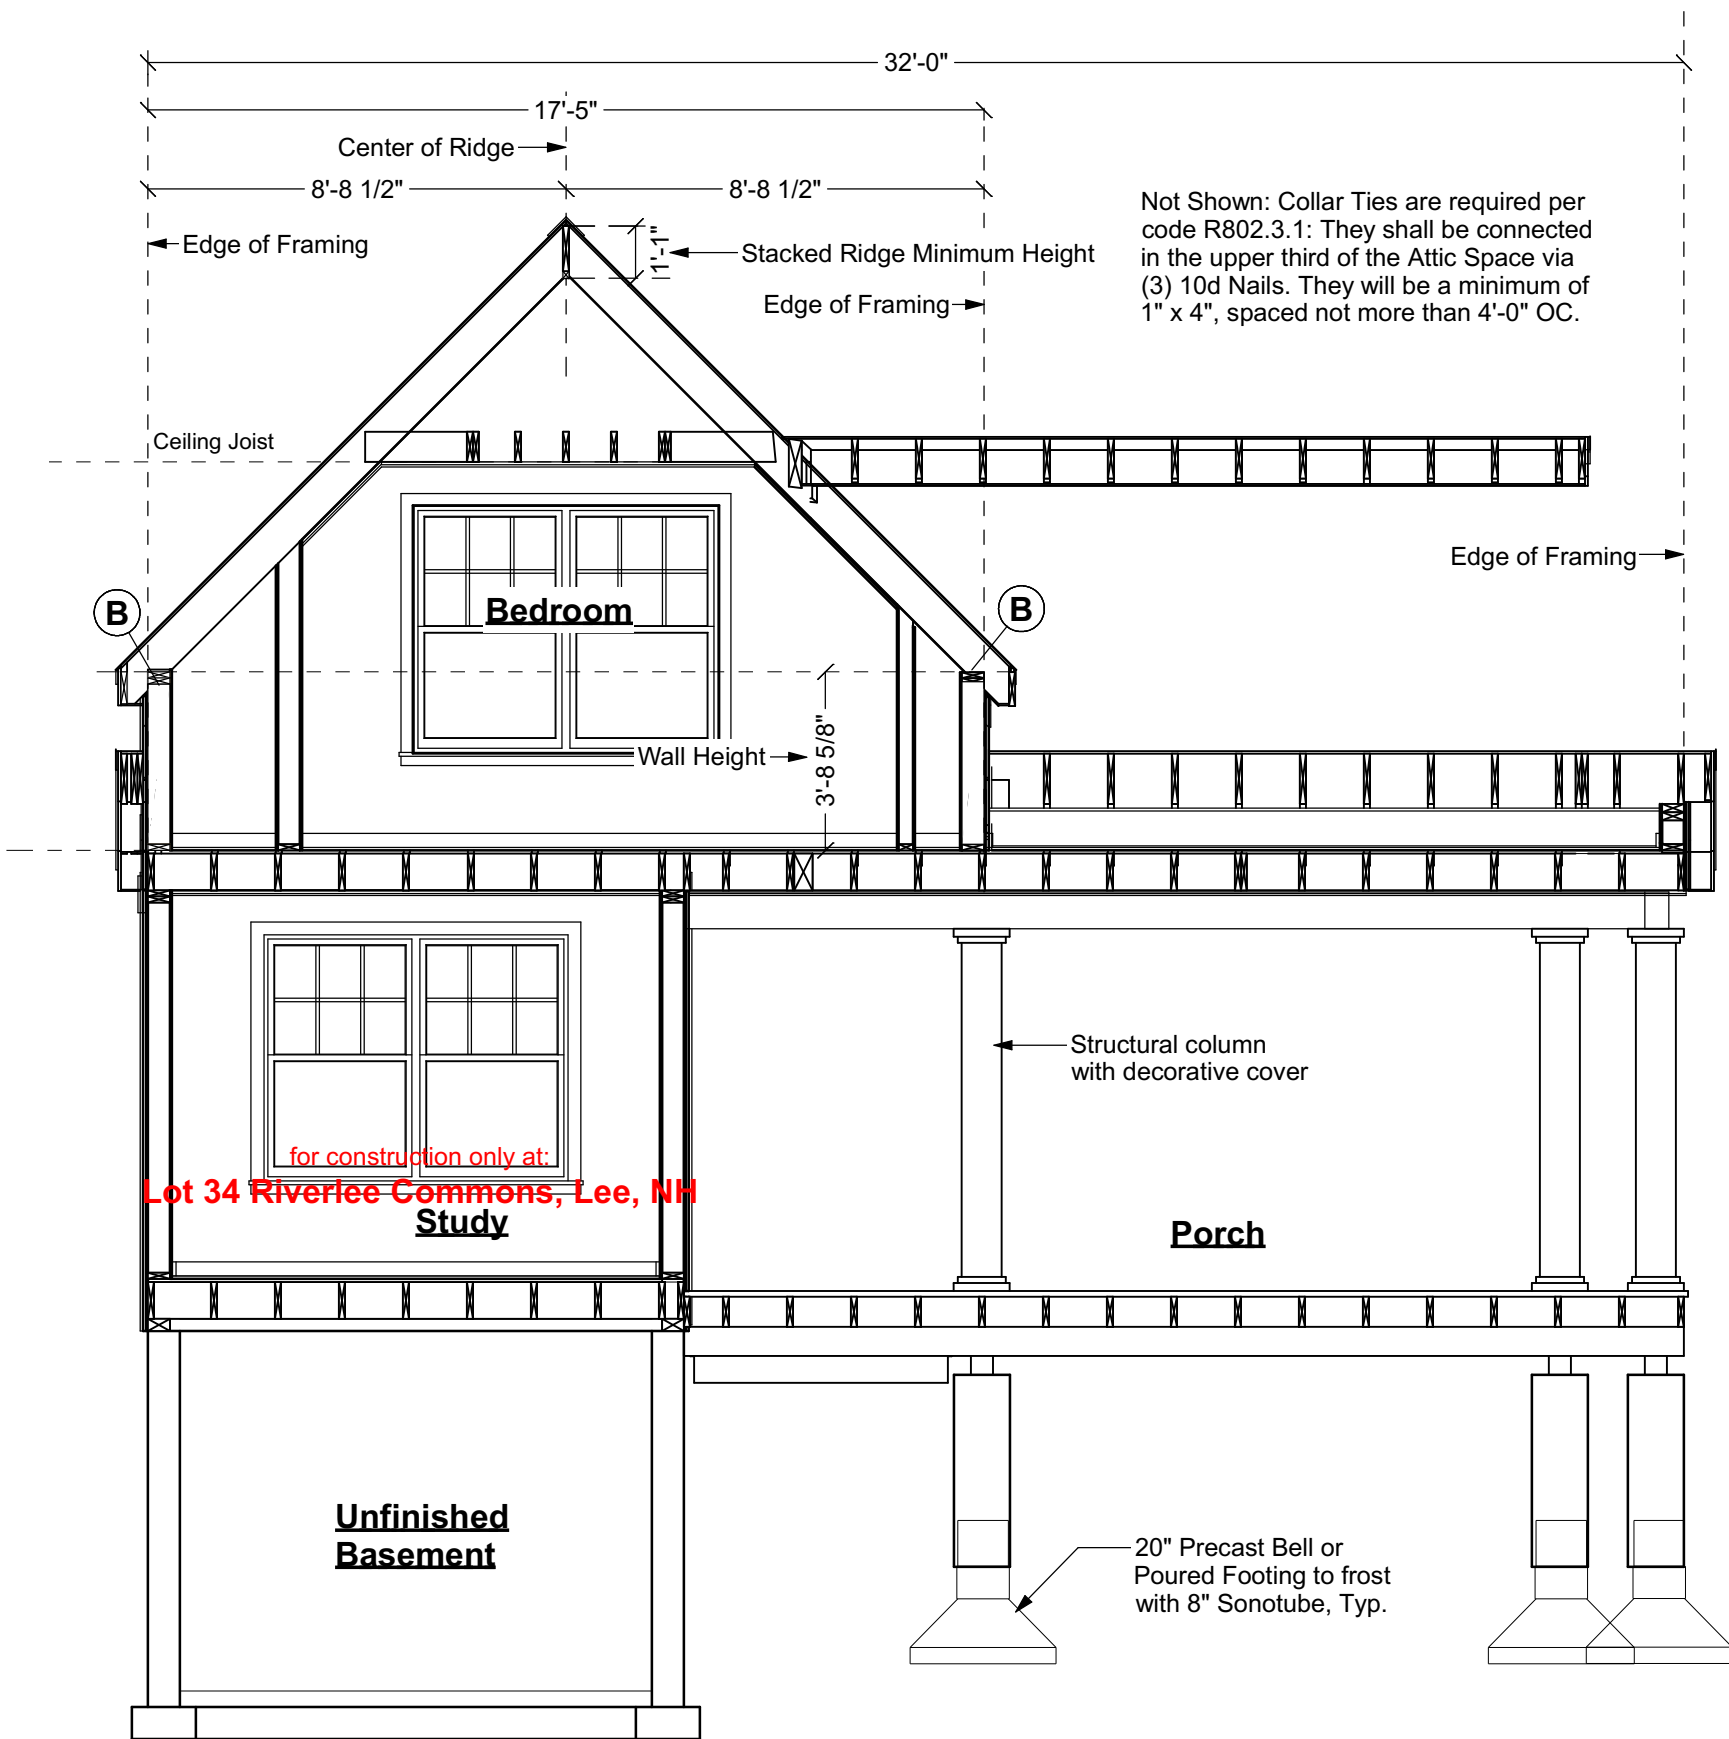 32'-0"
17'-5"
Center of Ridge
8'-8 1/2"
8'-8 1/2"
Edge of Framing
1'-1"
Stacked Ridge Minimum Height
Edge of Framing
Not Shown: Collar Ties are required per
code R802.3.1: They shall be connected
in the upper third of the Attic Space via
(3) 10d Nails. They will be a minimum of
1" x 4", spaced not more than 4'-0" OC.
Ceiling Joist
Edge of Framing
B
Bedroom
B
Wall Height
3'-8 5/8"
Structural column
with decorative cover
for construction only at:
Lot 34 Riverlee Commons, Lee, NH
Study
Porch
Unfinished
Basement
20" Precast Bell or
Poured Footing to frost
with 8" Sonotube, Typ.